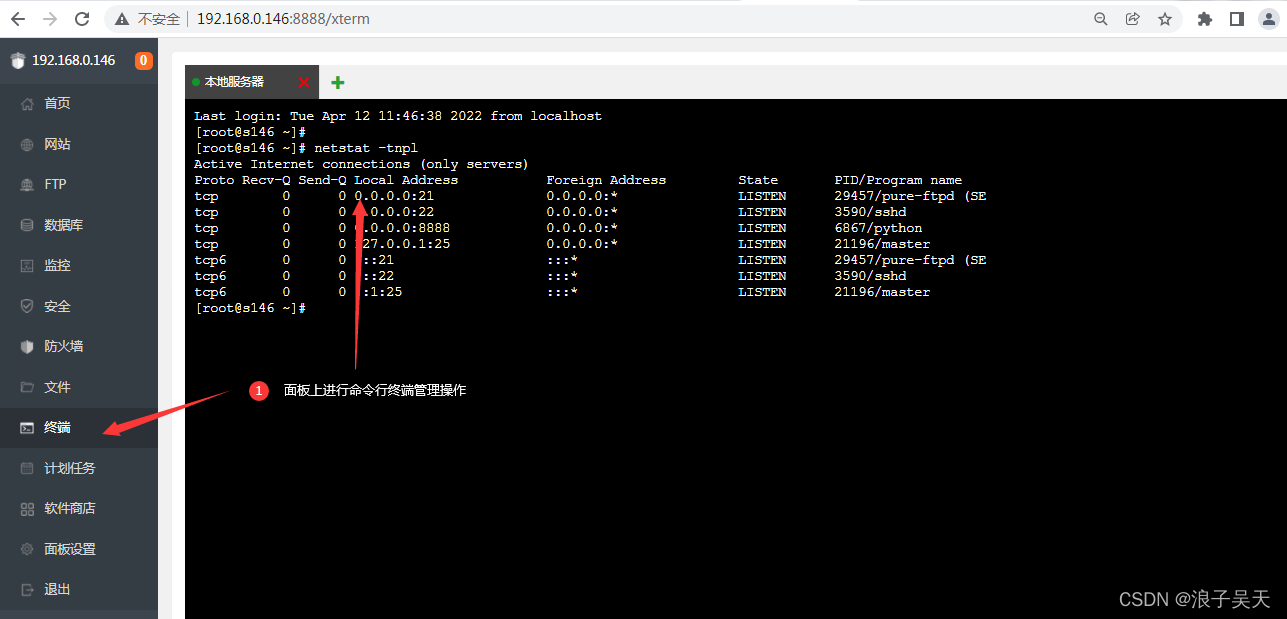 不安全 192.168.0.146:8888/xterm
192.168.0.146 0
首页
网站
FTP
数据库
监控
安全
防火墙
文件
终端
计划任务
软件商店
面板设置
退出
本地服务器
Last login: Tue Apr 12 11:46:38 2022 from localhost
[root@s146 ~]#
[root@s146 ~]# netstat -tnpl
Active Internet connections (only servers)
Proto Recv-Q Send-Q Local Address Foreign Address State PID/Program name
tcp 0 0 0.0.0.0:21 0.0.0.0:* LISTEN 29457/pure-ftpd (SE
tcp 0 0 0.0.0.0:22 0.0.0.0:* LISTEN 3590/sshd
tcp 0 0 0.0.0.0:8888 0.0.0.0:* LISTEN 6867/python
tcp 0 0 127.0.0.1:25 0.0.0.0:* LISTEN 21196/master
tcp6 0 0 :::21 :::* LISTEN 29457/pure-ftpd (SE
tcp6 0 0 :::22 :::* LISTEN 3590/sshd
tcp6 0 0 ::1:25 :::* LISTEN 21196/master
[root@s146 ~]#
1 面板上进行命令行终端管理操作
CSDN @浪子吴天